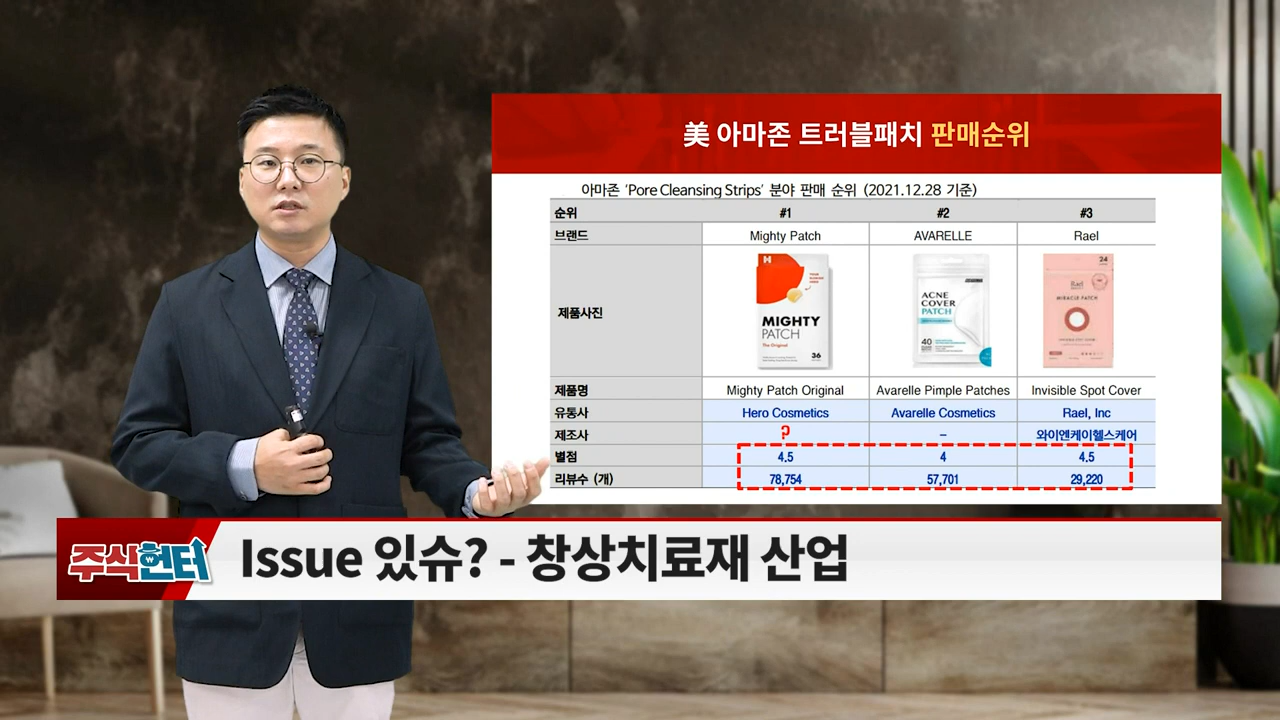 美 아마존 트러블패치 판매순위
아마존 'Pore Cleansing Strips' 분야 판매 순위 (2021.12.28 기준)
순위 #1 #2 #3
브랜드 Mighty Patch AVARELLE Rael
제품사진
H
MIGHTY
PATCH
The Original
36
ACNE
COVER
PATCH
40
24
Rael
MIRACLE PATCH
INVISIBLE SPOT COVER
제품명 Mighty Patch Original Avarelle Pimple Patches Invisible Spot Cover
유통사 Hero Cosmetics Avarelle Cosmetics Rael, Inc
제조사 ? - 와이엔케이헬스케어
별점 4.5 4 4.5
리뷰수 (개) 78,754 57,701 29,220
주식헌터
Issue 있슈? - 창상치료재 산업